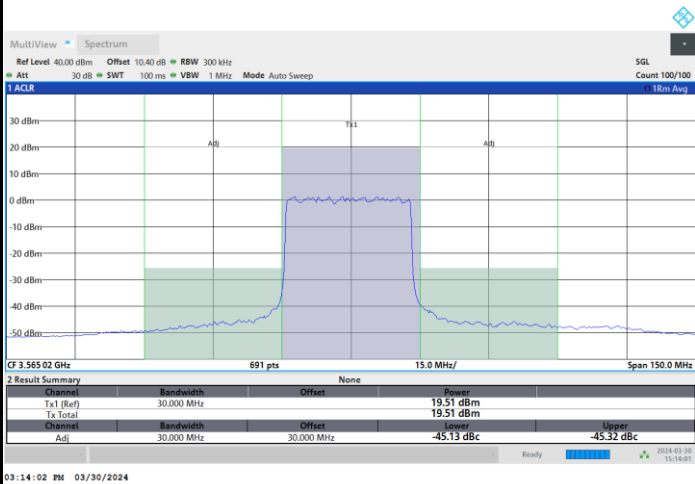 MultiView Spectrum
Ref Level 40.00 dBm Offset 10.40 dB RBW 300 kHz SGL
Att 30 dB SWT 100 ms VBW 1 MHz Mode Auto Sweep Count 100/100
1 ACLR 1Rm Avg
30 dBm
Tx1
20 dBm
Adj Adj
10 dBm
0 dBm
-10 dBm
-20 dBm
-30 dBm
-40 dBm
-50 dBm
CF 3.565 02 GHz 691 pts 15.0 MHz/ Span 150.0 MHz
2 Result Summary None
Channel Bandwidth Offset Power
Tx1 (Ref) 30.000 MHz 19.51 dBm
Tx Total 19.51 dBm
Channel Bandwidth Offset Lower Upper
Adj 30.000 MHz 30.000 MHz -45.13 dBc -45.32 dBc
Ready 2024-03-30
15:14:01
03:14:02 PM 03/30/2024